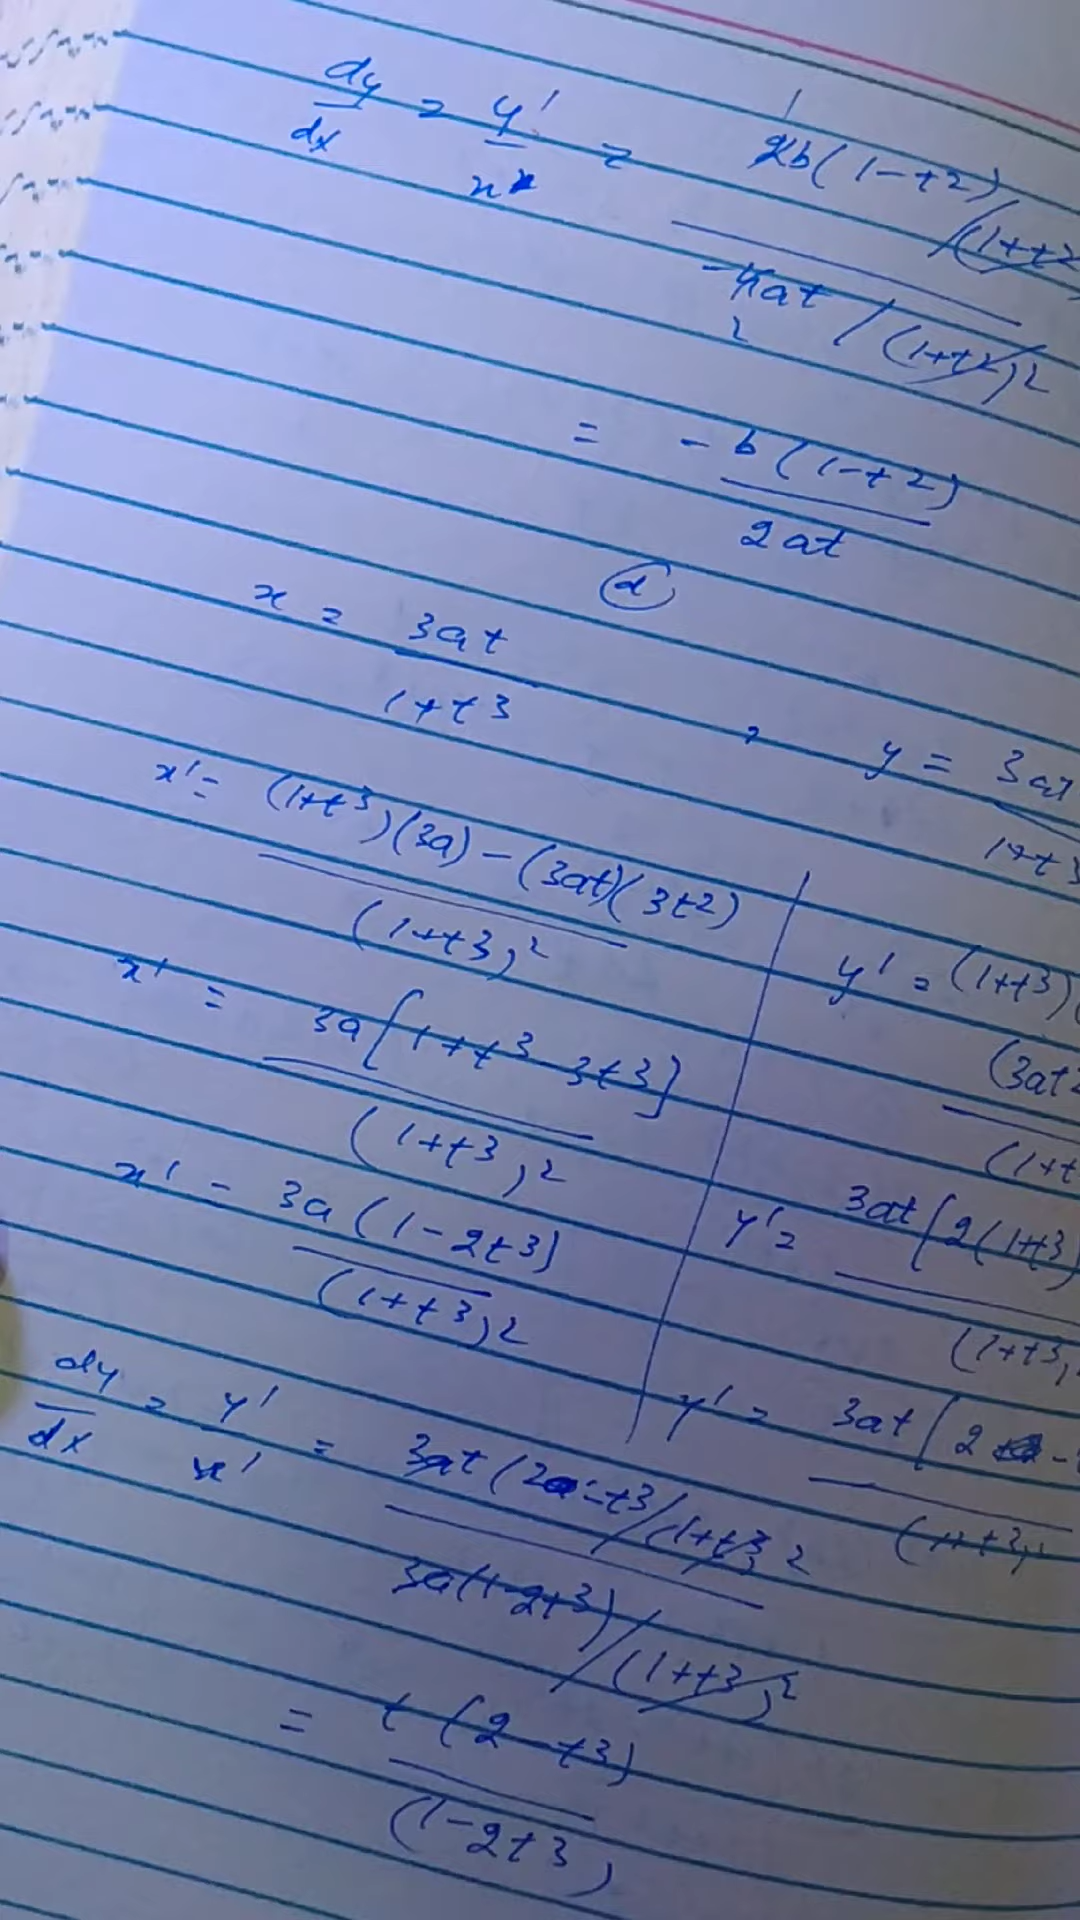 dy/dx = y'/x' = 2b(1-t2)/(1+t2
-4at/(1+t2)2
1
2
= -b(1-t2)/2at
(d)
x = 3at/1+t3 , y = 3at
1+t3
x' = (1+t3)(3a) - (3at)(3t2)/(1+t3)2
y' = (1+t3)(
(3at2
(1+t
x' = 3a[1+t3-3t3]/(1+t3)2
y' = 3at[2(1+t3)
(1+t3)
x' = 3a(1-2t3)/(1+t3)2
y' = 3at[2 -
(1+t3)
dy/dx = y'/x' = 3at(2-t3/(1+t3)2
3a(1-2t3)/(1+t3)2
= t(2-t3)/(1-2t3)